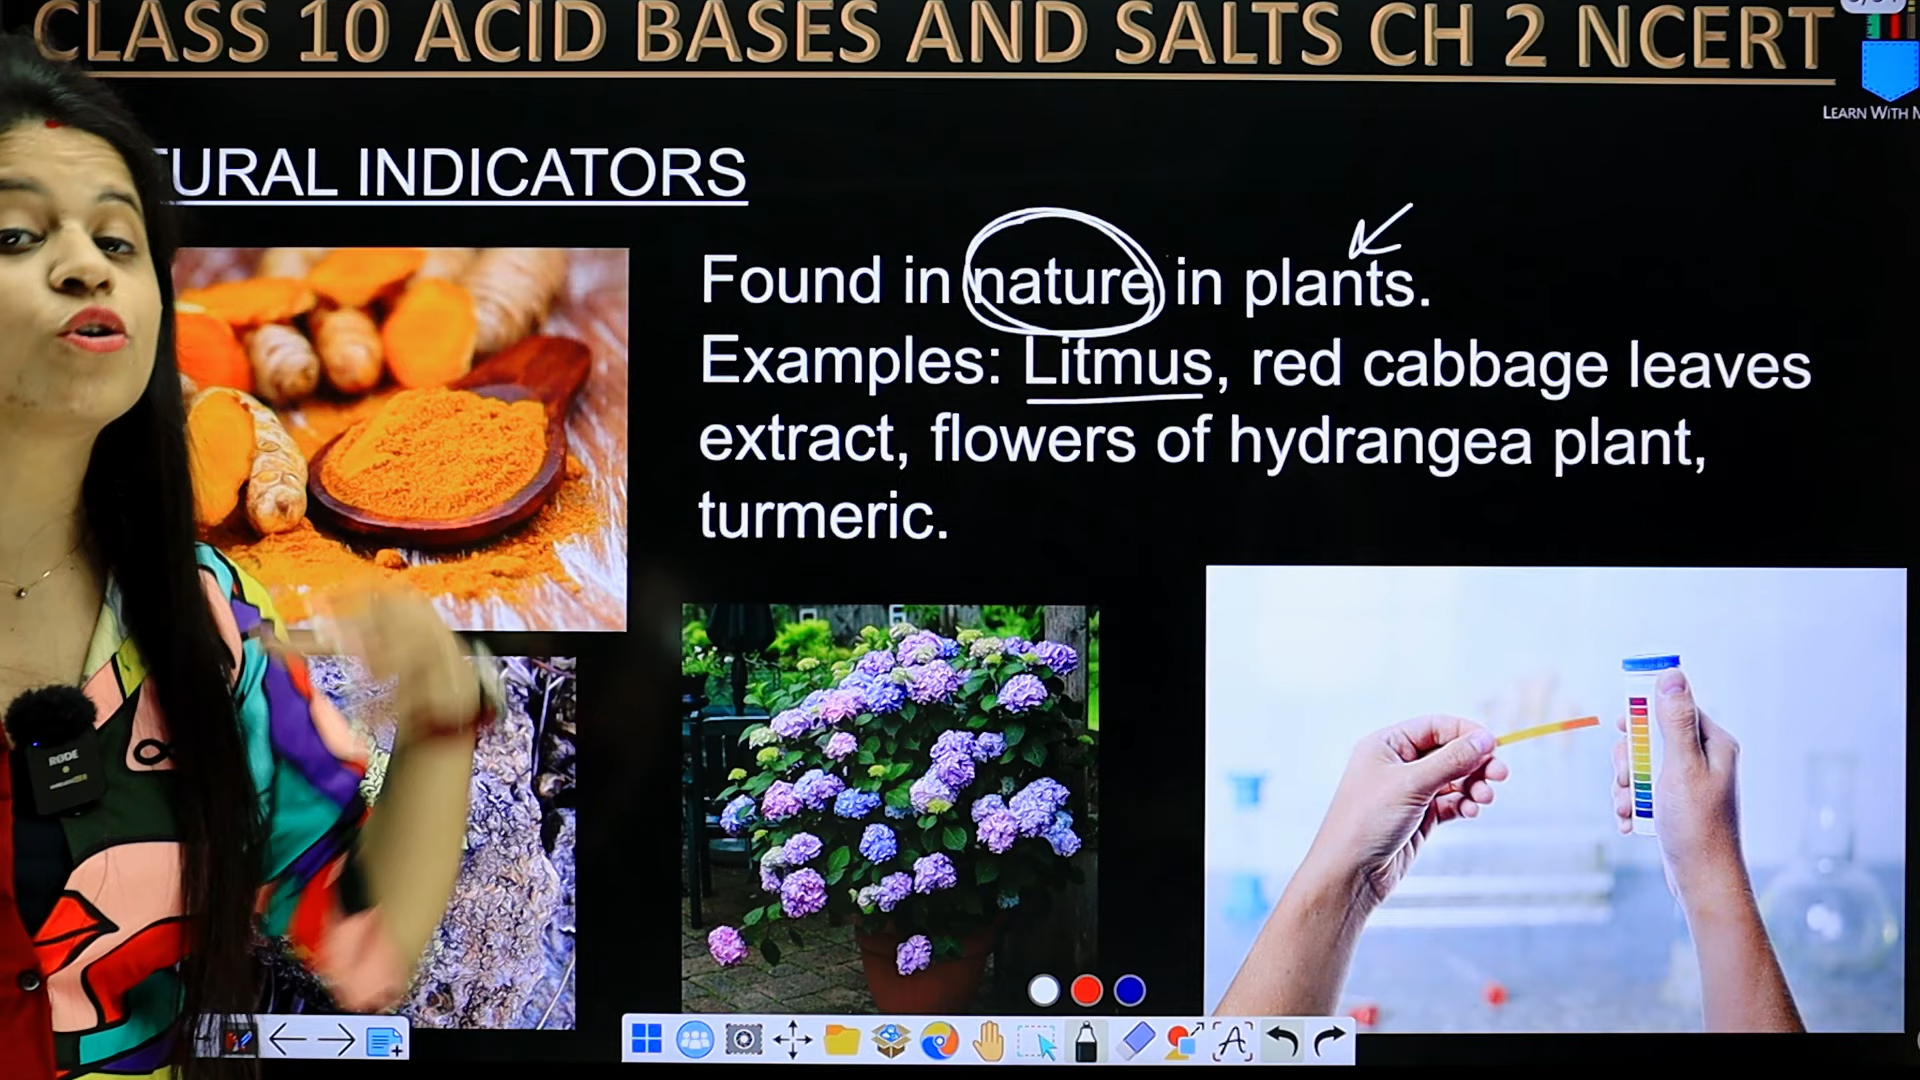 CLASS 10 ACID BASES AND SALTS CH 2 NCERT
LEARN WITH
TURAL INDICATORS
Found in nature in plants.
Examples: Litmus, red cabbage leaves
extract, flowers of hydrangea plant,
turmeric.
RØDE